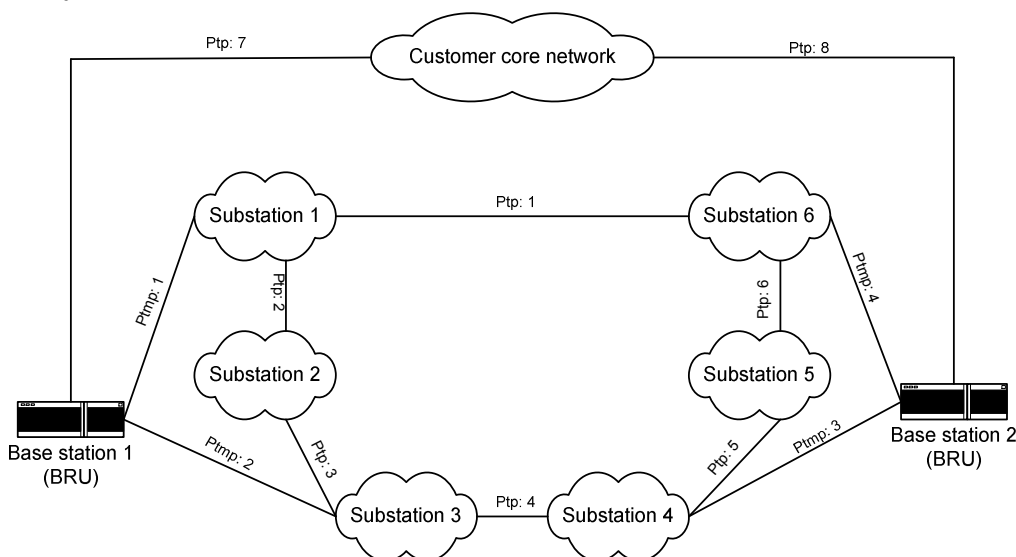 Ptp: 7
Customer core network
Ptp: 8
Substation 1
Ptp: 1
Substation 6
Ptmp: 1
Ptp: 2
Ptp: 6
Ptmp: 4
Substation 2
Substation 5
Base station 1
(BRU)
Base station 2
(BRU)
Ptmp: 2
Ptp: 3
Ptp: 5
Ptmp: 3
Substation 3
Ptp: 4
Substation 4